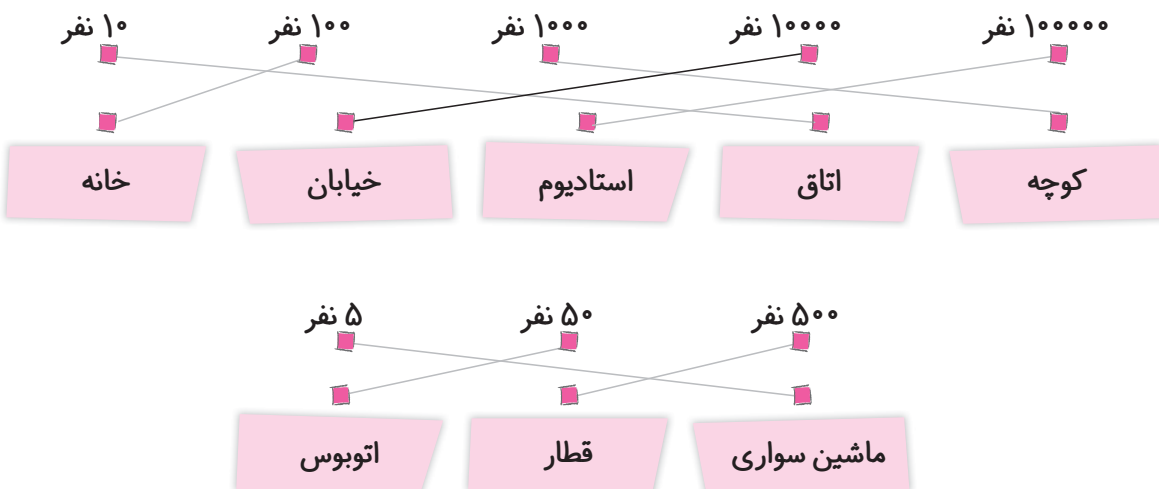 ۱۰۰۰۰۰ نفر ۱۰۰۰۰ نفر ۱۰۰۰ نفر ۱۰۰ نفر ۱۰ نفر
کوچه اتاق استادیوم خیابان خانه
۵۰۰ نفر ۵۰ نفر ۵ نفر
ماشین سواری قطار اتوبوس